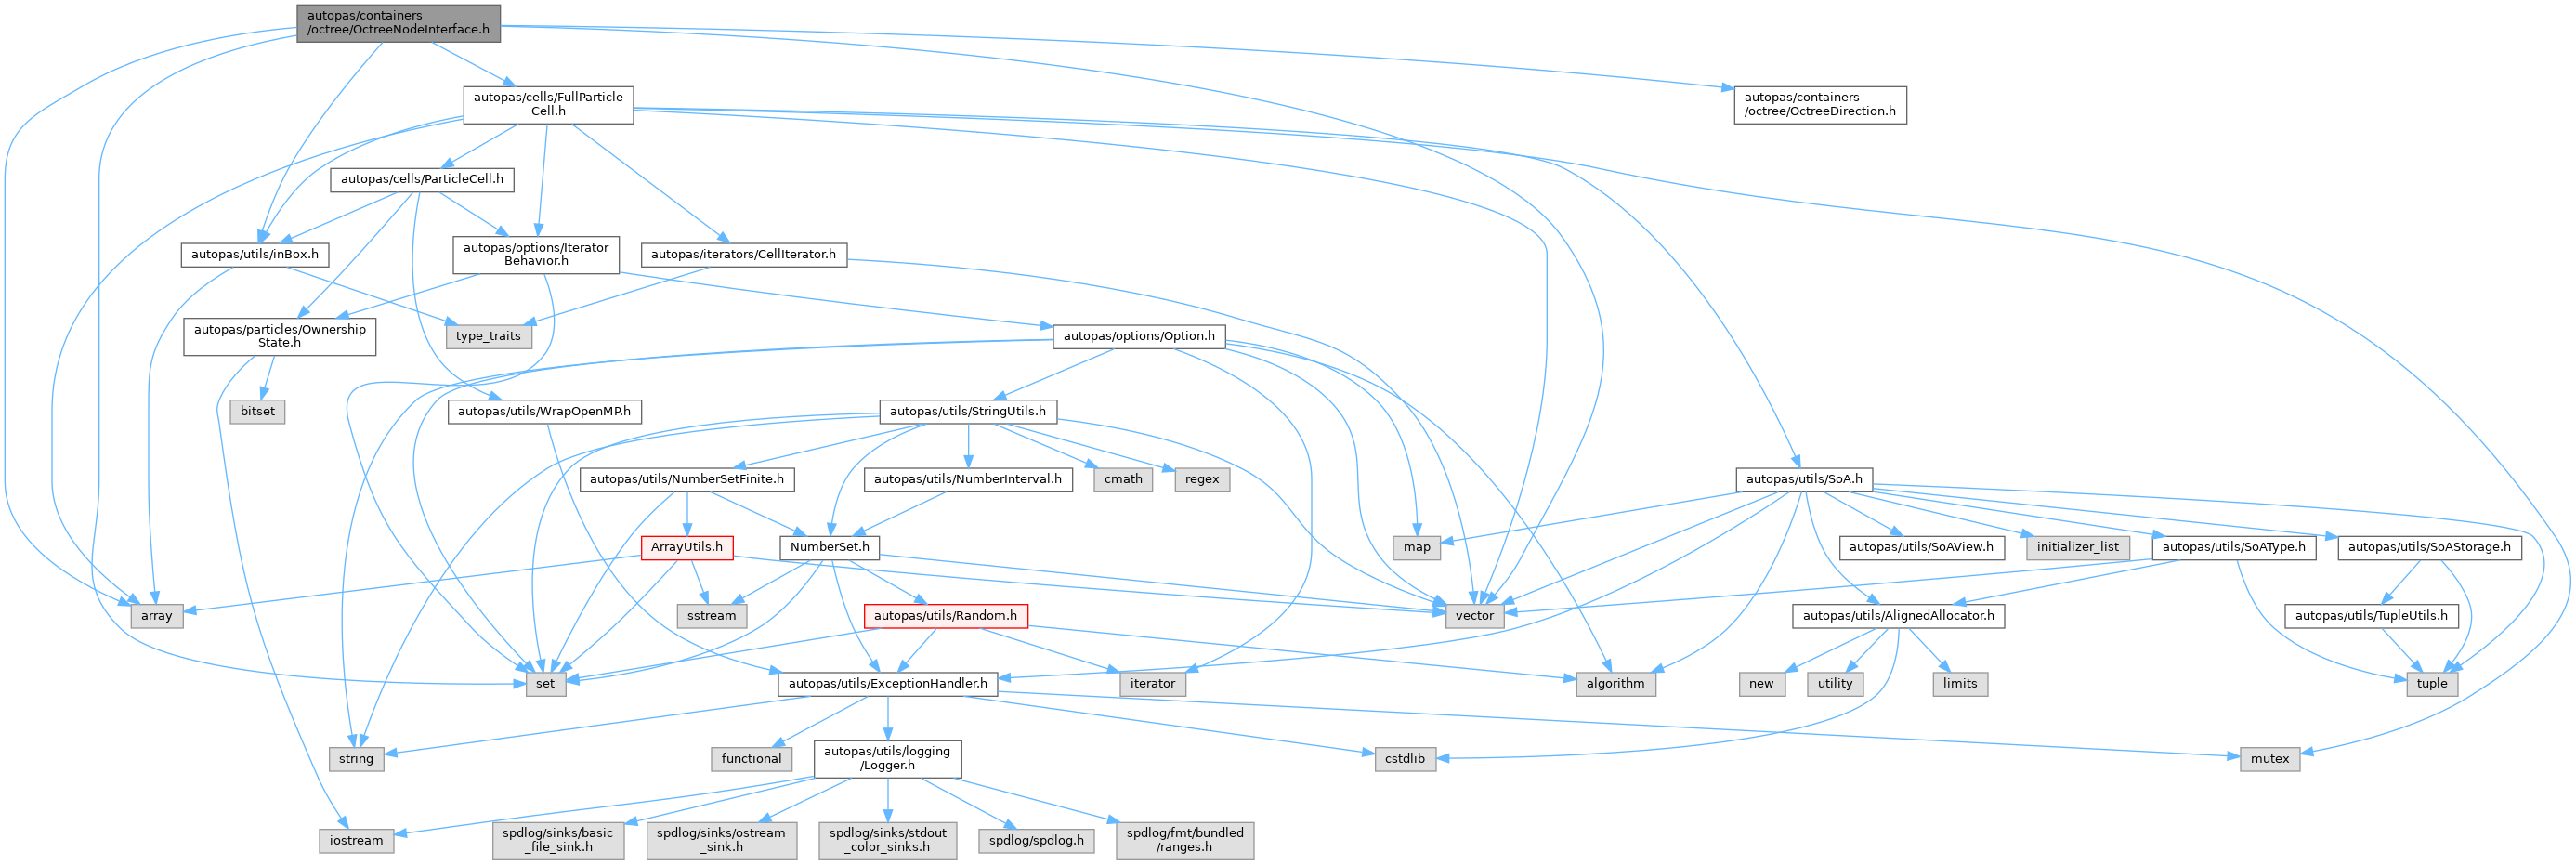 autopas/containers
/octree/OctreeNodeInterface.h
autopas/cells/FullParticle
Cell.h
autopas/containers
/octree/OctreeDirection.h
autopas/cells/ParticleCell.h
autopas/utils/inBox.h
autopas/options/Iterator
Behavior.h
autopas/iterators/CellIterator.h
autopas/particles/Ownership
State.h
type_traits
autopas/options/Option.h
bitset
autopas/utils/WrapOpenMP.h
autopas/utils/StringUtils.h
autopas/utils/NumberSetFinite.h
autopas/utils/NumberInterval.h
cmath
regex
autopas/utils/SoA.h
ArrayUtils.h
NumberSet.h
map
autopas/utils/SoAView.h
initializer_list
autopas/utils/SoAType.h
autopas/utils/SoAStorage.h
array
sstream
autopas/utils/Random.h
vector
autopas/utils/AlignedAllocator.h
autopas/utils/TupleUtils.h
set
autopas/utils/ExceptionHandler.h
iterator
algorithm
new
utility
limits
tuple
string
functional
autopas/utils/logging
/Logger.h
cstdlib
mutex
iostream
spdlog/sinks/basic
_file_sink.h
spdlog/sinks/ostream
_sink.h
spdlog/sinks/stdout
_color_sinks.h
spdlog/spdlog.h
spdlog/fmt/bundled
/ranges.h